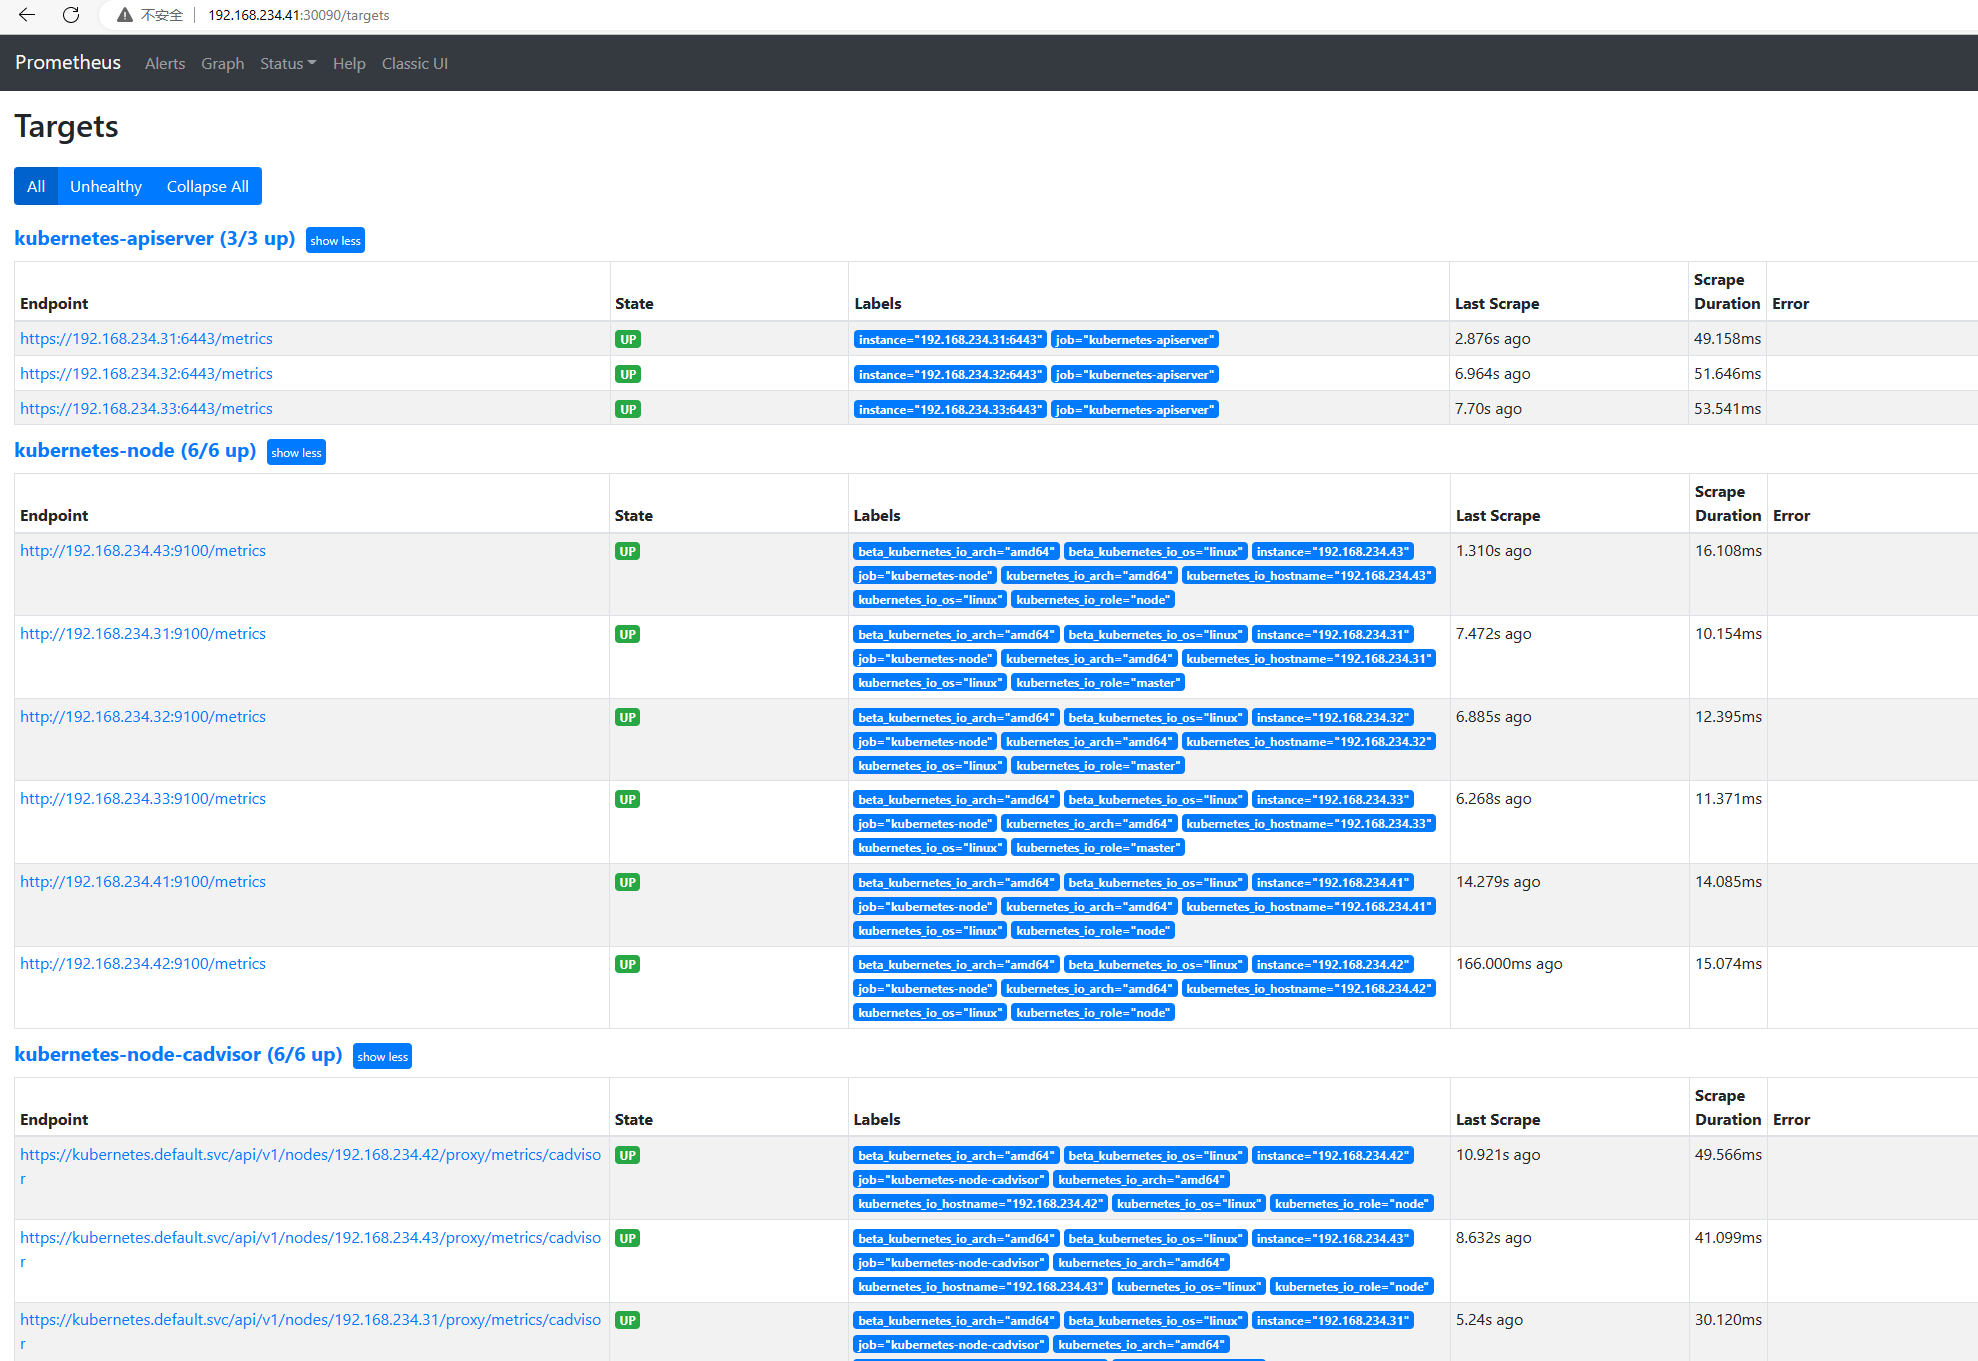 不安全 192.168.234.41:30090/targets
Prometheus Alerts Graph Status Help Classic UI
Targets
All Unhealthy Collapse All
kubernetes-apiserver (3/3 up) show less
Endpoint State Labels Last Scrape Scrape Duration Error
https://192.168.234.31:6443/metrics UP instance="192.168.234.31:6443" job="kubernetes-apiserver" 2.876s ago 49.158ms
https://192.168.234.32:6443/metrics UP instance="192.168.234.32:6443" job="kubernetes-apiserver" 6.964s ago 51.646ms
https://192.168.234.33:6443/metrics UP instance="192.168.234.33:6443" job="kubernetes-apiserver" 7.70s ago 53.541ms
kubernetes-node (6/6 up) show less
Endpoint State Labels Last Scrape Scrape Duration Error
http://192.168.234.43:9100/metrics UP beta_kubernetes_io_arch="amd64" beta_kubernetes_io_os="linux" instance="192.168.234.43" 1.310s ago 16.108ms
job="kubernetes-node" kubernetes_io_arch="amd64" kubernetes_io_hostname="192.168.234.43"
kubernetes_io_os="linux" kubernetes_io_role="node"
http://192.168.234.31:9100/metrics UP beta_kubernetes_io_arch="amd64" beta_kubernetes_io_os="linux" instance="192.168.234.31" 7.472s ago 10.154ms
job="kubernetes-node" kubernetes_io_arch="amd64" kubernetes_io_hostname="192.168.234.31"
kubernetes_io_os="linux" kubernetes_io_role="master"
http://192.168.234.32:9100/metrics UP beta_kubernetes_io_arch="amd64" beta_kubernetes_io_os="linux" instance="192.168.234.32" 6.885s ago 12.395ms
job="kubernetes-node" kubernetes_io_arch="amd64" kubernetes_io_hostname="192.168.234.32"
kubernetes_io_os="linux" kubernetes_io_role="master"
http://192.168.234.33:9100/metrics UP beta_kubernetes_io_arch="amd64" beta_kubernetes_io_os="linux" instance="192.168.234.33" 6.268s ago 11.371ms
job="kubernetes-node" kubernetes_io_arch="amd64" kubernetes_io_hostname="192.168.234.33"
kubernetes_io_os="linux" kubernetes_io_role="master"
http://192.168.234.41:9100/metrics UP beta_kubernetes_io_arch="amd64" beta_kubernetes_io_os="linux" instance="192.168.234.41" 14.279s ago 14.085ms
job="kubernetes-node" kubernetes_io_arch="amd64" kubernetes_io_hostname="192.168.234.41"
kubernetes_io_os="linux" kubernetes_io_role="node"
http://192.168.234.42:9100/metrics UP beta_kubernetes_io_arch="amd64" beta_kubernetes_io_os="linux" instance="192.168.234.42" 166.000ms ago 15.074ms
job="kubernetes-node" kubernetes_io_arch="amd64" kubernetes_io_hostname="192.168.234.42"
kubernetes_io_os="linux" kubernetes_io_role="node"
kubernetes-node-cadvisor (6/6 up) show less
Endpoint State Labels Last Scrape Scrape Duration Error
https://kubernetes.default.svc/api/v1/nodes/192.168.234.42/proxy/metrics/cadviso UP beta_kubernetes_io_arch="amd64" beta_kubernetes_io_os="linux" instance="192.168.234.42" 10.921s ago 49.566ms
r job="kubernetes-node-cadvisor" kubernetes_io_arch="amd64"
kubernetes_io_hostname="192.168.234.42" kubernetes_io_os="linux" kubernetes_io_role="node"
https://kubernetes.default.svc/api/v1/nodes/192.168.234.43/proxy/metrics/cadviso UP beta_kubernetes_io_arch="amd64" beta_kubernetes_io_os="linux" instance="192.168.234.43" 8.632s ago 41.099ms
r job="kubernetes-node-cadvisor" kubernetes_io_arch="amd64"
kubernetes_io_hostname="192.168.234.43" kubernetes_io_os="linux" kubernetes_io_role="node"
https://kubernetes.default.svc/api/v1/nodes/192.168.234.31/proxy/metrics/cadviso UP beta_kubernetes_io_arch="amd64" beta_kubernetes_io_os="linux" instance="192.168.234.31" 5.24s ago 30.120ms
r job="kubernetes-node-cadvisor" kubernetes_io_arch="amd64"